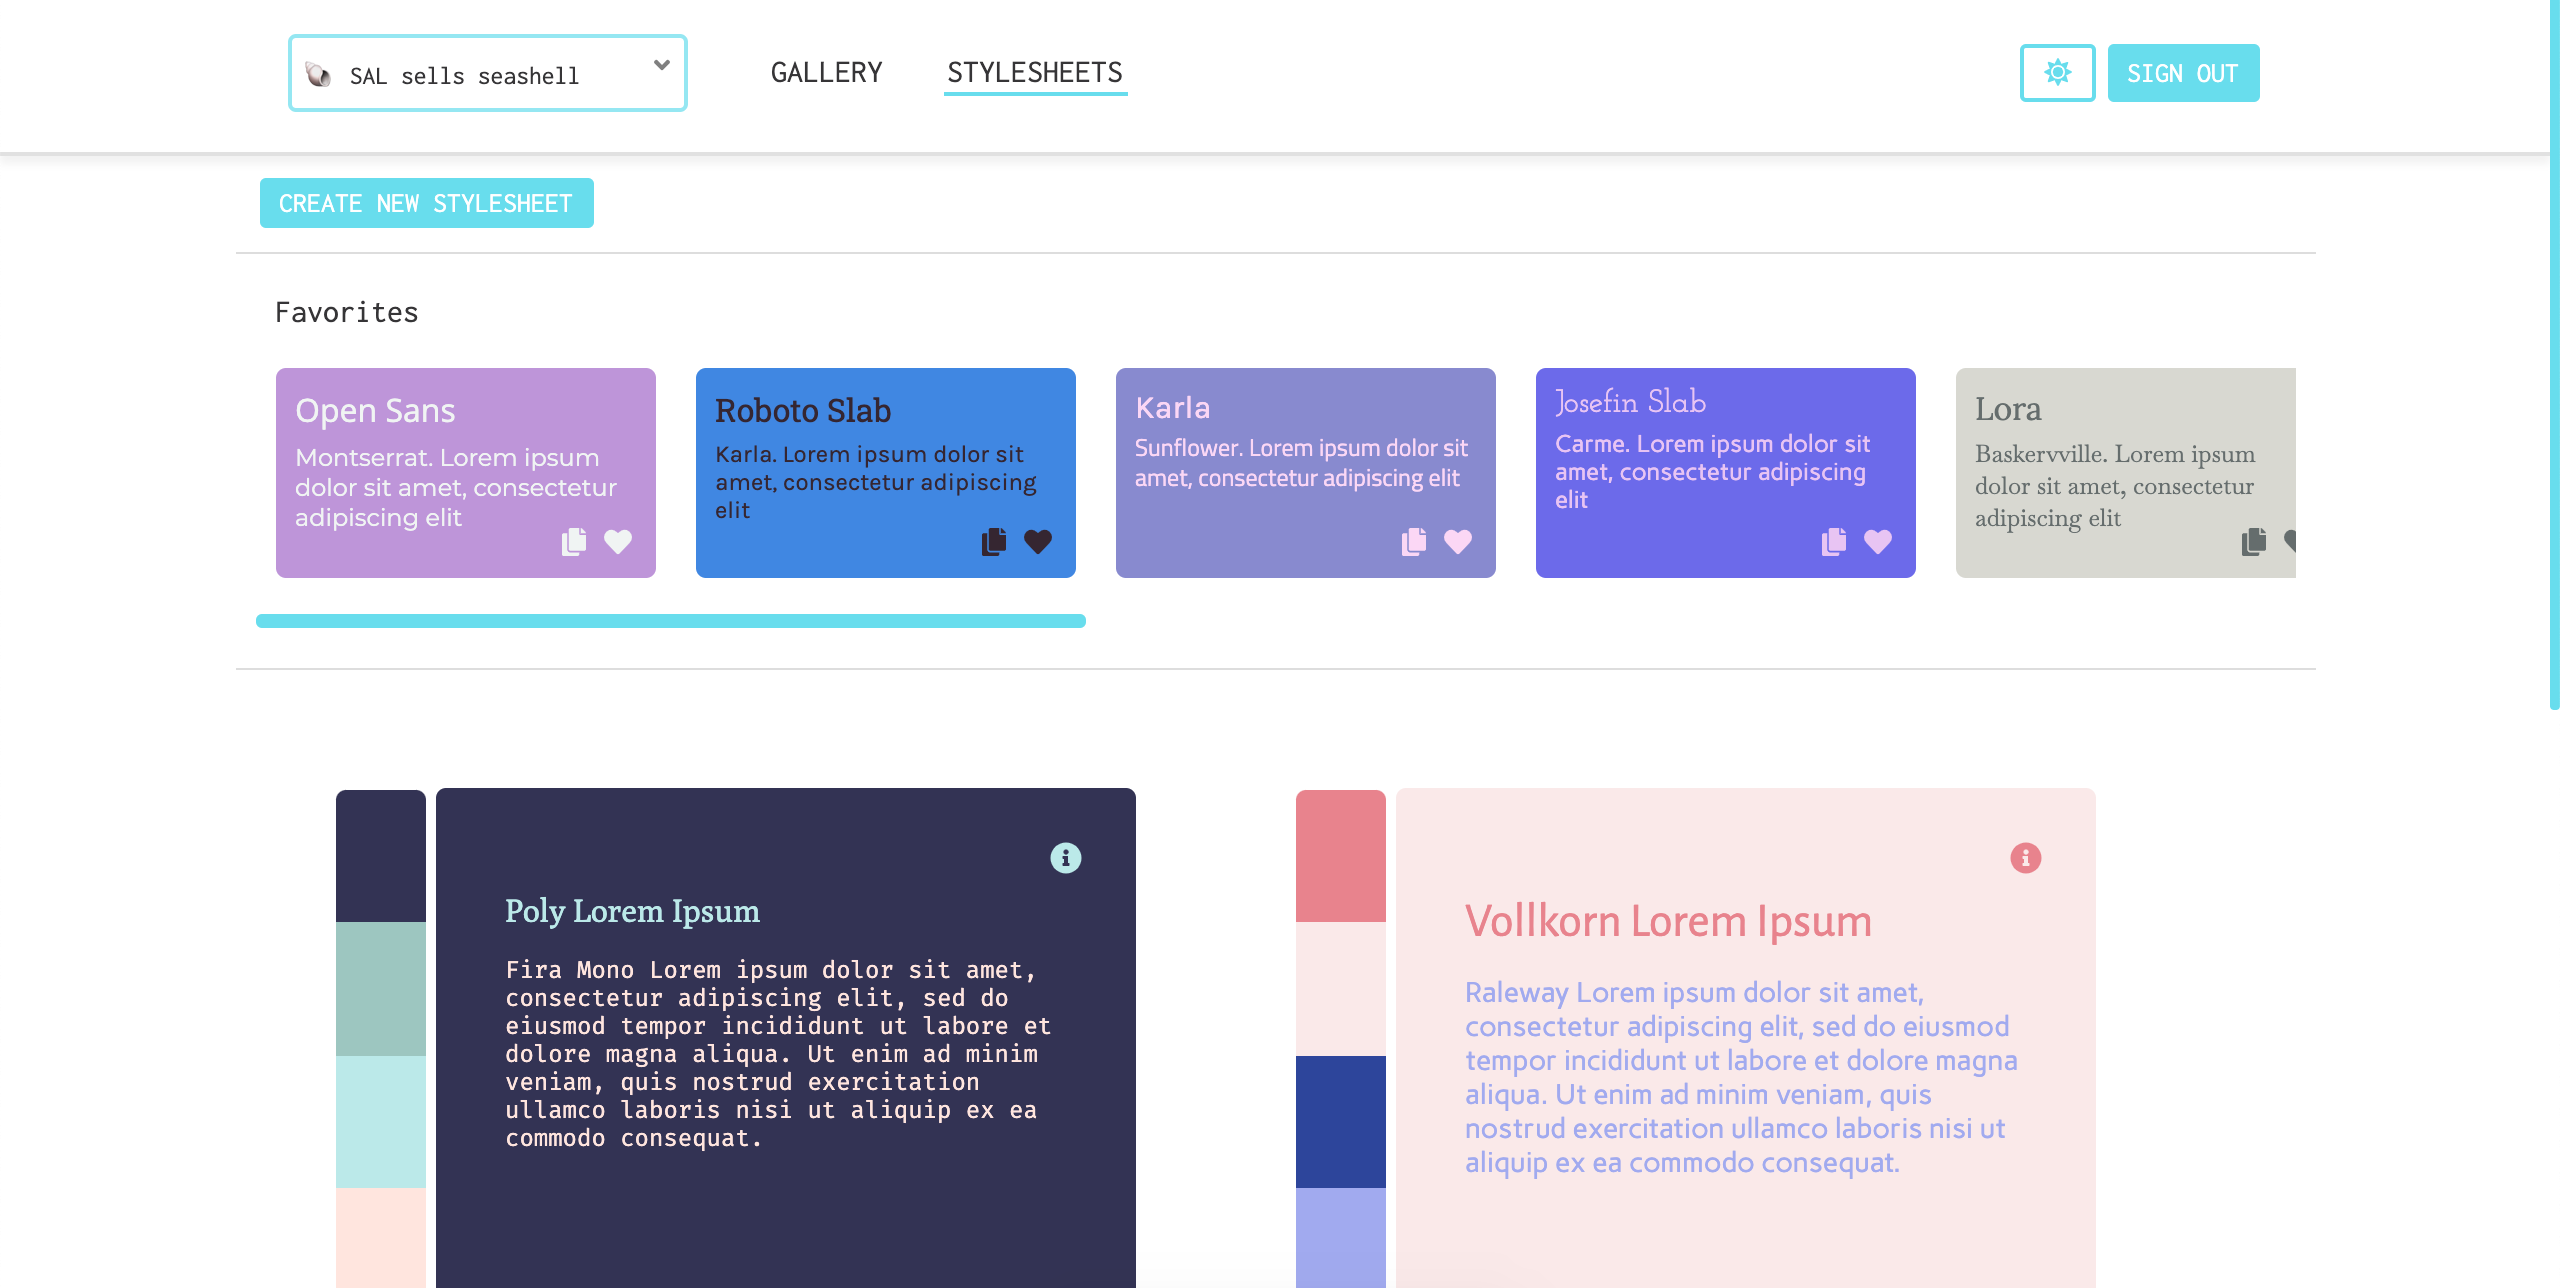 SAL sells seashell
GALLERY
STYLESHEETS
SIGN OUT
CREATE NEW STYLESHEET
Favorites
Open Sans
Montserrat. Lorem ipsum
dolor sit amet, consectetur
adipiscing elit
Roboto Slab
Karla. Lorem ipsum dolor sit
amet, consectetur adipiscing
elit
Karla
Sunflower. Lorem ipsum dolor sit
amet, consectetur adipiscing elit
Josefin Slab
Carme. Lorem ipsum dolor sit
amet, consectetur adipiscing
elit
Lora
Baskervville. Lorem ipsum
dolor sit amet, consectetur
adipiscing elit
Poly Lorem Ipsum
Fira Mono Lorem ipsum dolor sit amet,
consectetur adipiscing elit, sed do
eiusmod tempor incididunt ut labore et
dolore magna aliqua. Ut enim ad minim
veniam, quis nostrud exercitation
ullamco laboris nisi ut aliquip ex ea
commodo consequat.
Vollkorn Lorem Ipsum
Raleway Lorem ipsum dolor sit amet,
consectetur adipiscing elit, sed do eiusmod
tempor incididunt ut labore et dolore magna
aliqua. Ut enim ad minim veniam, quis
nostrud exercitation ullamco laboris nisi ut
aliquip ex ea commodo consequat.